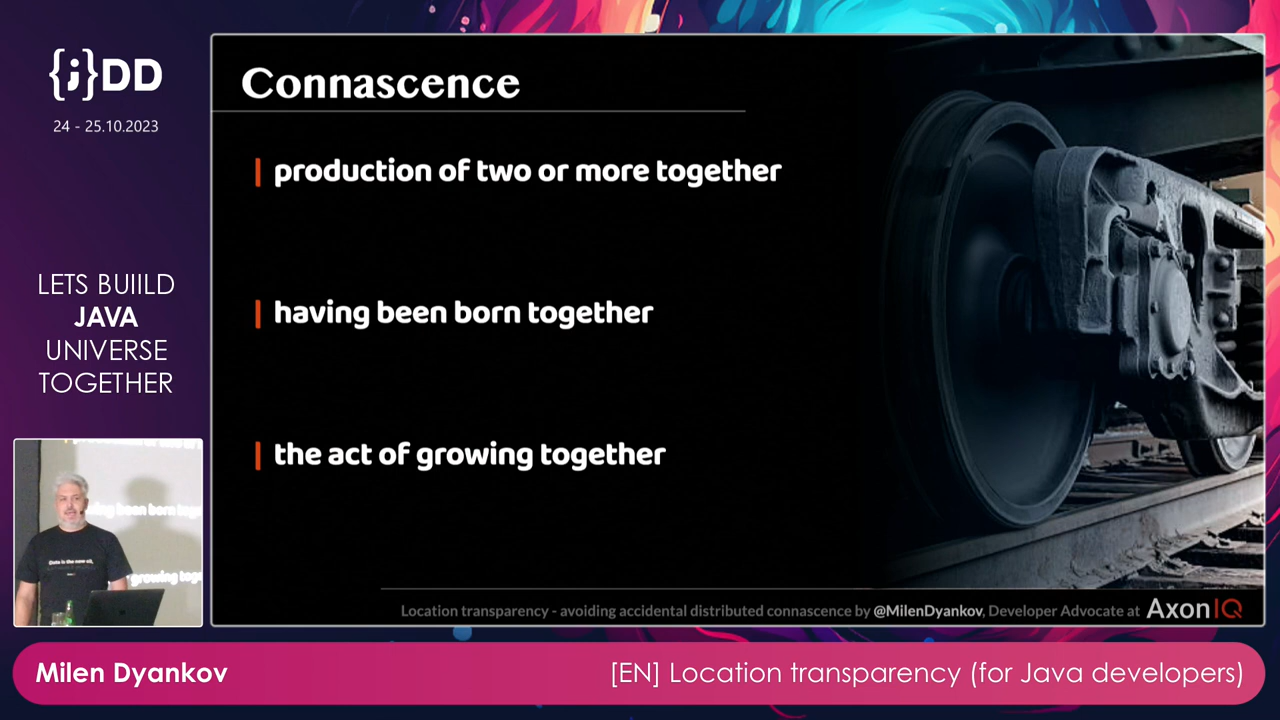 {j}DD
24 - 25.10.2023
LETS BUIILD
JAVA
UNIVERSE
TOGETHER
Connascence
production of two or more together
having been born together
the act of growing together
Location transparency - avoiding accidental distributed connascence by @MilenDyankov, Developer Advocate at AxonIQ
Milen Dyankov
[EN] Location transparency (for Java developers)